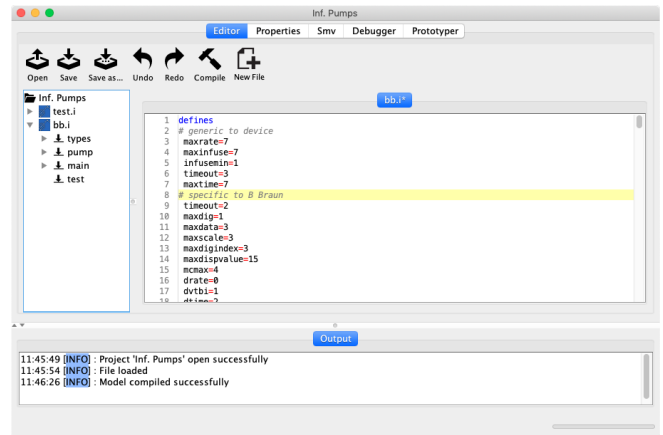 Inf. Pumps
Editor Properties Smv Debugger Prototyper
Open Save Save as... Undo Redo Compile New File
Inf. Pumps
test.i
bb.i
types
pump
main
test
bb.i*
1 defines
2 # generic to device
3 maxrate=7
4 maxinfuse=7
5 infusemin=1
6 timeout=3
7 maxtime=7
8 # specific to B Braun
9 timeout=2
10 maxdig=1
11 maxdata=3
12 maxscale=3
13 maxdigindex=3
14 maxdispvalue=15
15 mcmax=4
16 drate=0
17 dvtbi=1
18 dtime=2
Output
11:45:49 [INFO] : Project 'Inf. Pumps' open successfully
11:45:54 [INFO] : File loaded
11:46:26 [INFO] : Model compiled successfully